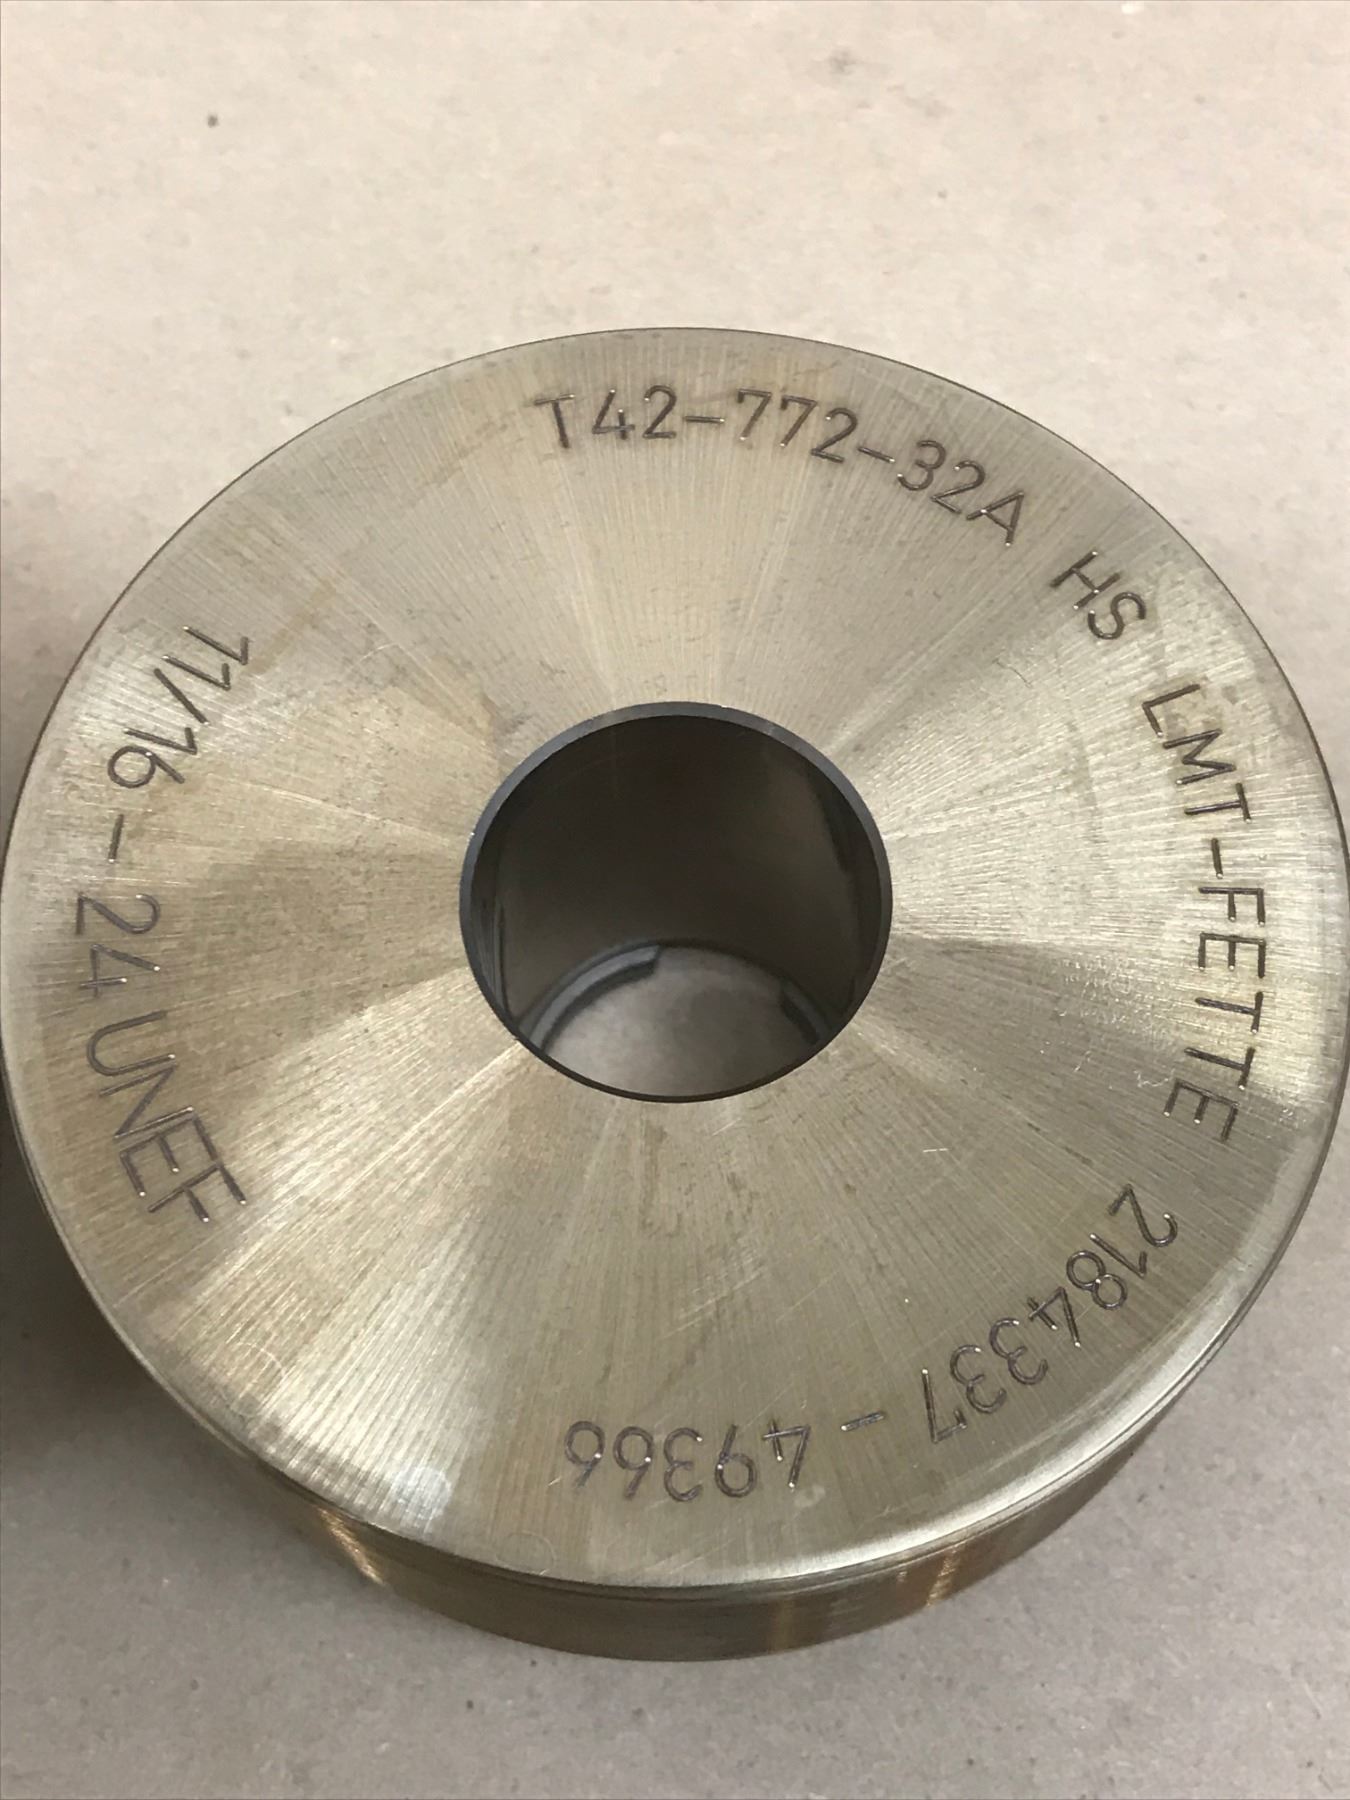 T42-772-32A HS LMT-FETTE
2184337-49366
11/16-24 UNEF